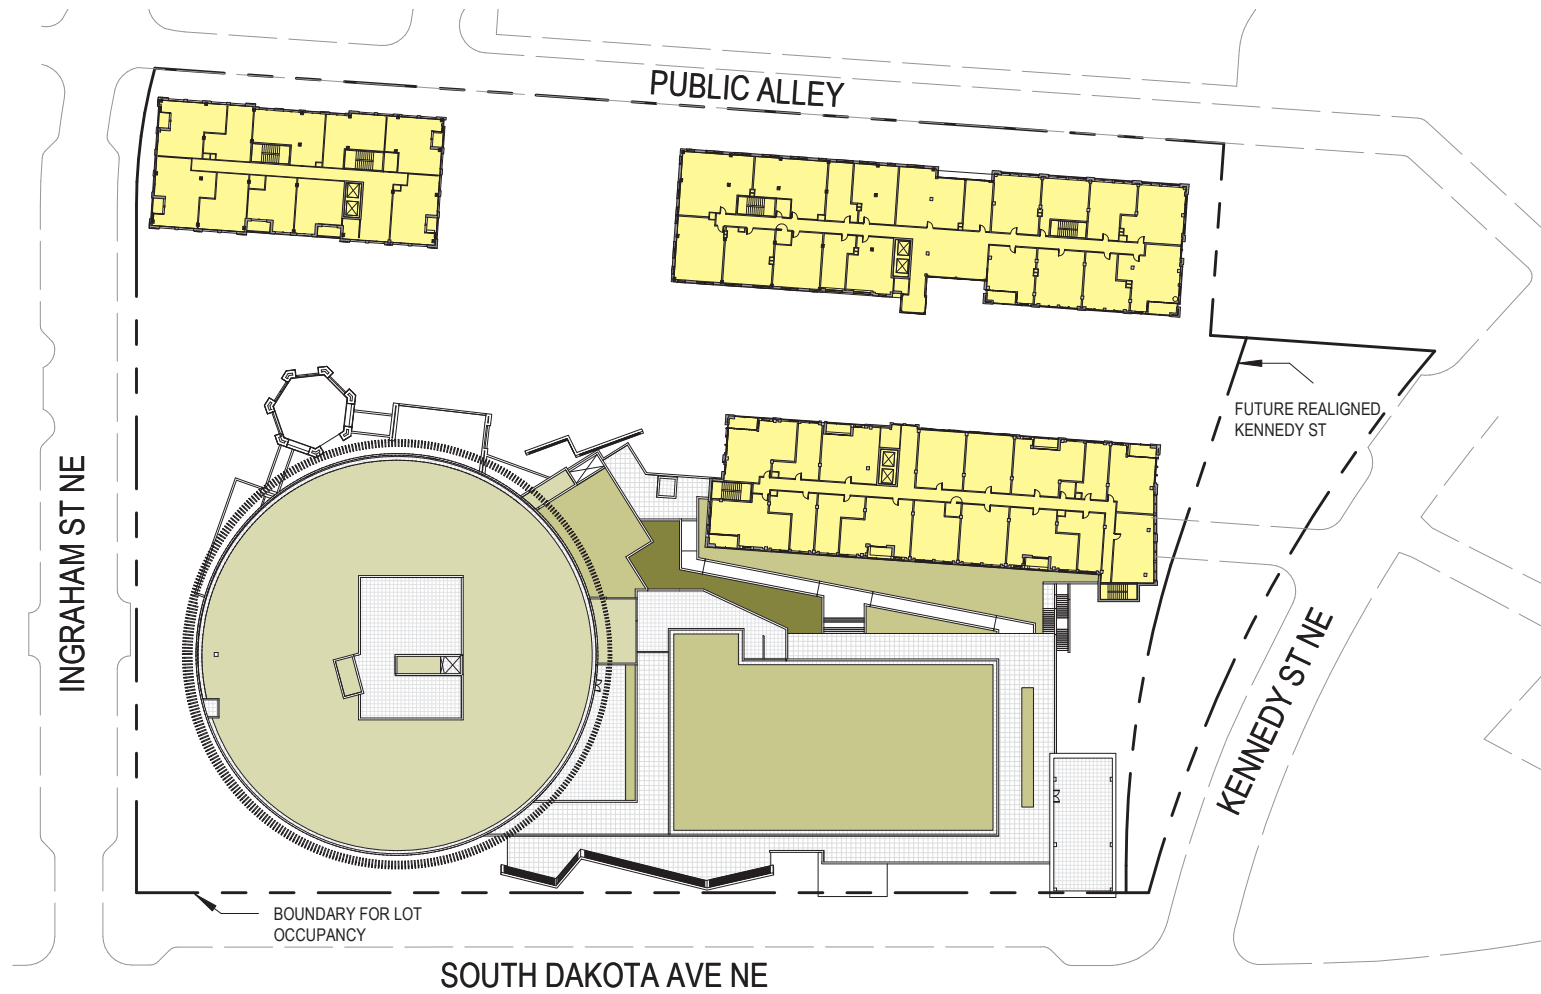 PUBLIC ALLEY
FUTURE REALIGNED
KENNEDY ST
INGRAHAM ST NE
KENNEDY ST NE
BOUNDARY FOR LOT
OCCUPANCY
SOUTH DAKOTA AVE NE